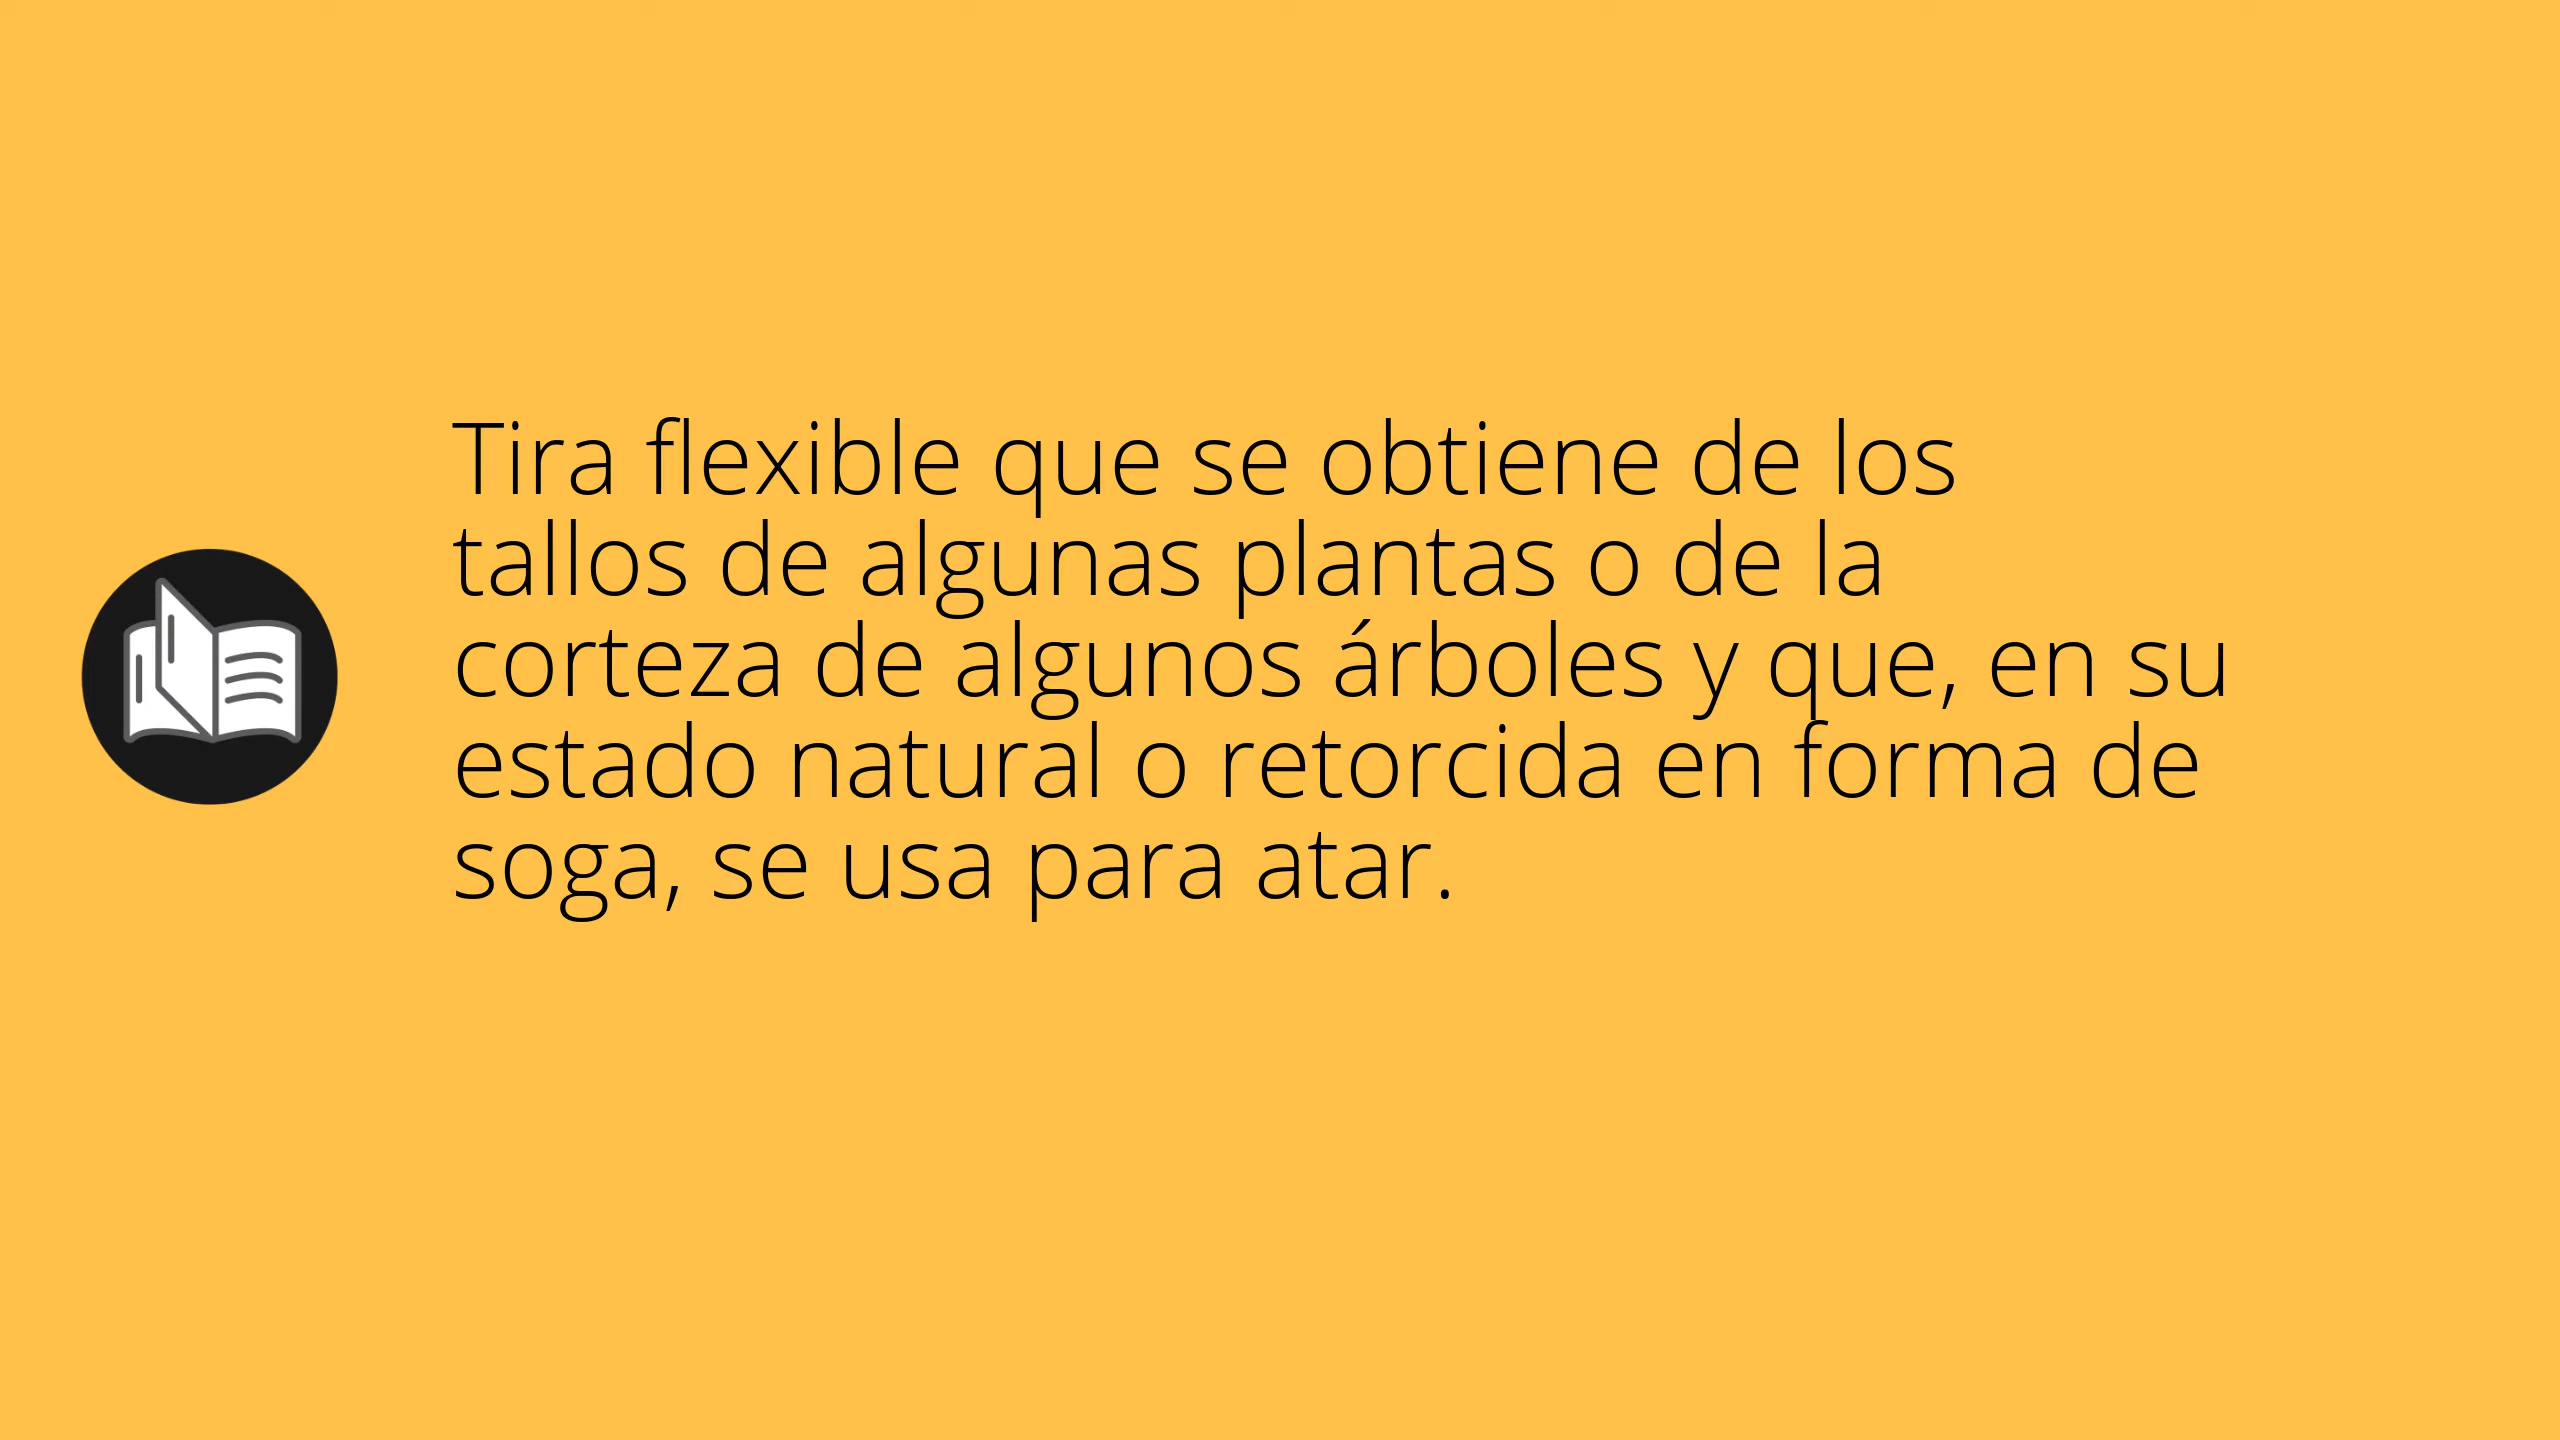 Tira flexible que se obtiene de los
tallos de algunas plantas o de la
corteza de algunos árboles y que, en su
estado natural o retorcida en forma de
soga, se usa para atar.